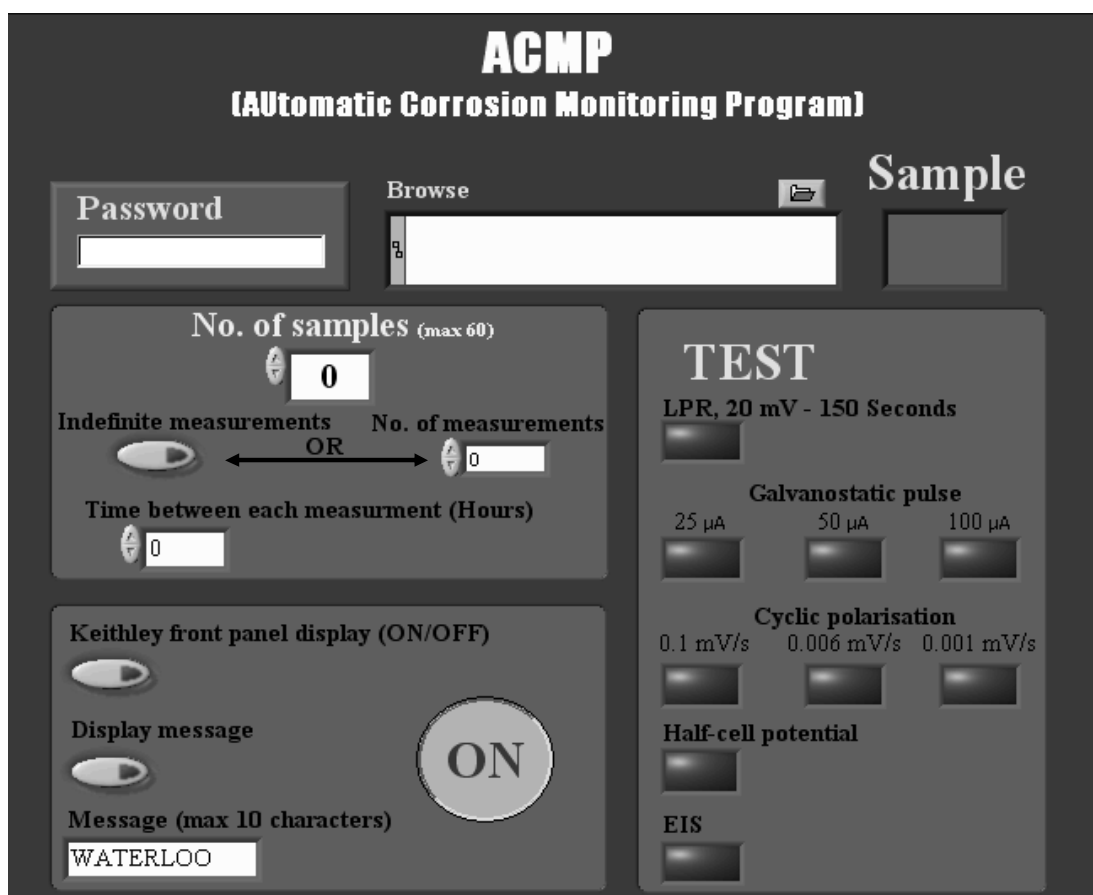 ACMP
(AUtomatic Corrosion Monitoring Program)
Password
Browse
Sample
No. of samples (max 60)
0
Indefinite measurements
OR
No. of measurements
0
Time between each measurment (Hours)
0
Keithley front panel display (ON/OFF)
Display message
ON
Message (max 10 characters)
WATERLOO
TEST
LPR, 20 mV - 150 Seconds
Galvanostatic pulse
25 µA 50 µA 100 µA
Cyclic polarisation
0.1 mV/s 0.006 mV/s 0.001 mV/s
Half-cell potential
EIS